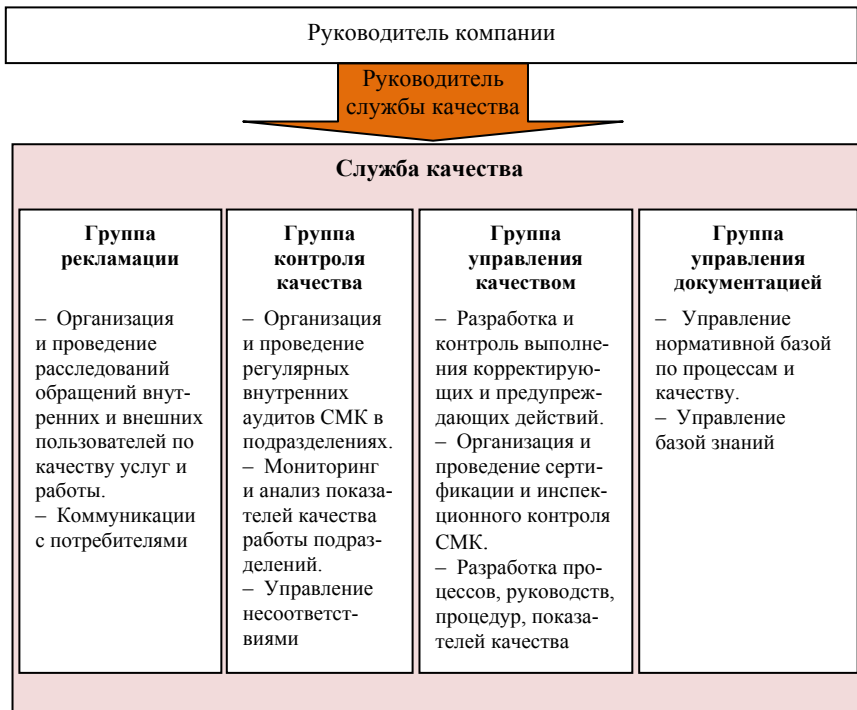 Руководитель компании
Руководитель
службы качества
Служба качества
Группа
рекламации
– Организация
и проведение
расследований
обращений внут-
ренних и внешних
пользователей по
качеству услуг и
работы.
– Коммуникации
с потребителями
Группа
контроля
качества
– Организация
и проведение
регулярных
внутренних
аудитов СМК в
подразделениях.
– Мониторинг
и анализ показа-
телей качества
работы подраз-
делений.
– Управление
несоответст-
виями
Группа
управления
качеством
– Разработка и
контроль выполне-
ния корректирую-
щих и предупреж-
дающих действий.
– Организация и
проведение серти-
фикации и инспек-
ционного контроля
СМК.
– Разработка про-
цессов, руководств,
процедур, показа-
телей качества
Группа
управления
документацией
– Управление
нормативной базой
по процессам и
качеству.
– Управление
базой знаний